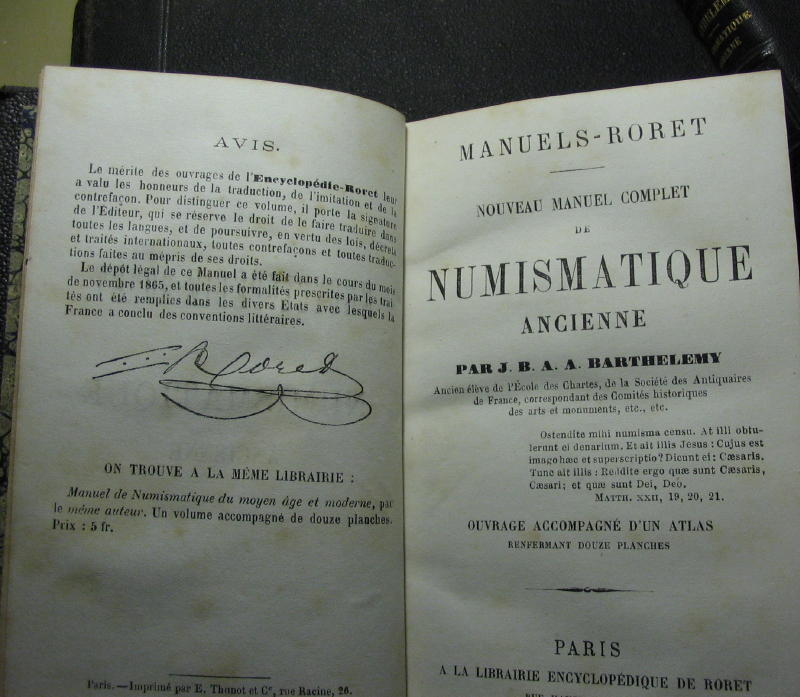 AVIS.
Le mérite des ouvrages de l'Encyclopédie-Roret leur
a valu les honneurs de la traduction, de l'imitation et de la
contrefaçon. Pour distinguer ce volume, il porte la signature
de l'Éditeur, qui se réserve le droit de le faire traduire dans
toutes les langues, et de poursuivre, en vertu des lois, décrets
et traités internationaux, toutes contrefaçons et toutes traduc-
tions faites au mépris de ses droits.
Le dépôt légal de ce Manuel a été fait dans le cours du mois
de novembre 1865, et toutes les formalités prescrites par les trai
tés ont été remplies dans les divers Etats avec lesquels la
France a conclu des conventions littéraires.
Roret
ON TROUVE A LA MÊME LIBRAIRIE :
Manuel de Numismatique du moyen âge et moderne, par
le même auteur. Un volume accompagné de douze planches.
Prix : 5 fr.
Paris. — Imprimé par E. Thunot et Ce, rue Racine, 26.
MANUELS-RORET
NOUVEAU MANUEL COMPLET
DE
NUMISMATIQUE
ANCIENNE
PAR J. B. A. A. BARTHELEMY
Ancien élève de l'École des Chartes, de la Société des Antiquaires
de France, correspondant des Comités historiques
des arts et monuments, etc., etc.
Ostendite mihi numisma censu. At illi obtu-
lerunt ei denarium. Et ait illis Jesus : Cujus est
imago hæc et superscriptio? Dicunt ei: Cæsaris.
Tunc ait illis : Reddite ergo quæ sunt Cæsaris,
Cæsari; et quæ sunt Dei, Deo.
MATTH. XXII, 19, 20, 21.
OUVRAGE ACCOMPAGNÉ D'UN ATLAS
RENFERMANT DOUZE PLANCHES
PARIS
A LA LIBRAIRIE ENCYCLOPÉDIQUE DE RORET